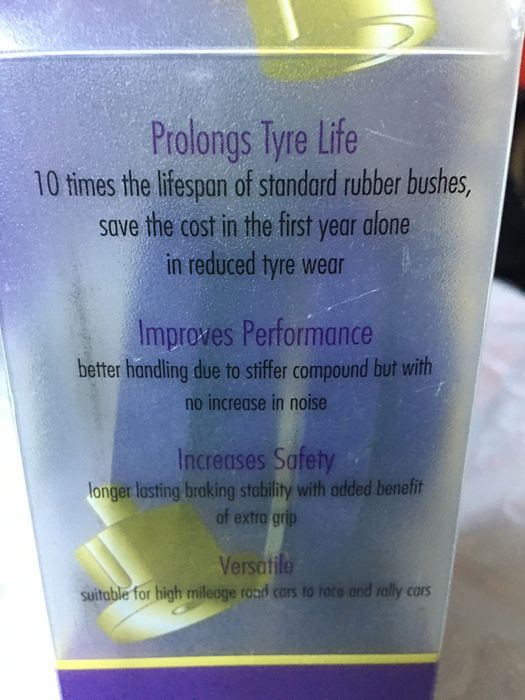 Prolongs Tyre Life
10 times the lifespan of standard rubber bushes,
save the cost in the first year alone
in reduced tyre wear
Improves Performance
better handling due to stiffer compound but with
no increase in noise
Increases Safety
longer lasting braking stability with added benefit
of extra grip
Versatile
suitable for high mileage road cars to race and rally cars